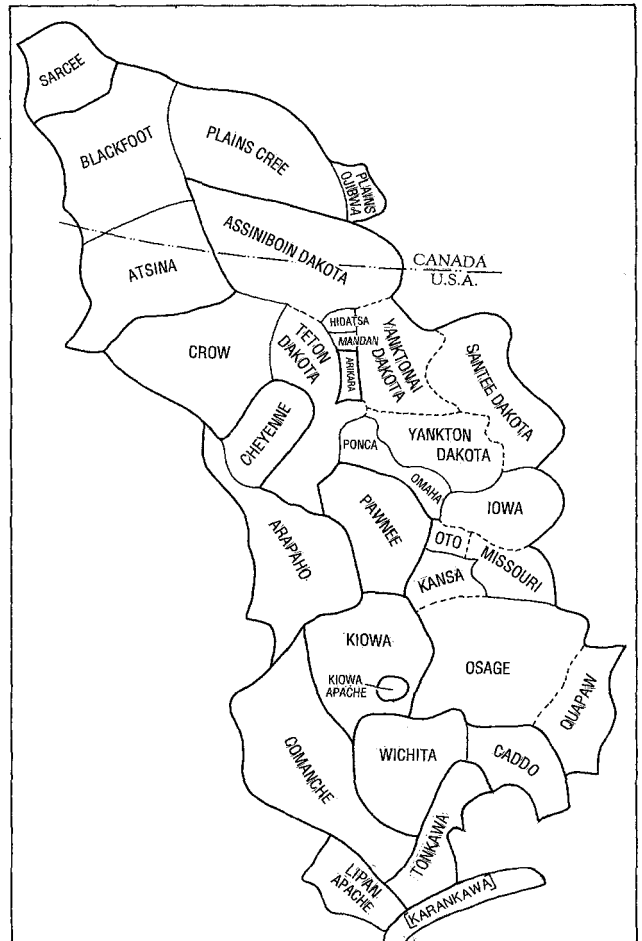 SARCEE
BLACKFOOT
PLAINS CREE
PLAINS
OJIBWA
ASSINIBOIN DAKOTA
CANADA
U.S.A.
ATSINA
CROW
TETON
DAKOTA
HIDATSA
MANDAN
ARIKARA
YANKTONAI
DAKOTA
SANTEE DAKOTA
CHEYENNE
PONCA
YANKTON
DAKOTA
OMAHA
IOWA
ARAPAHO
PAWNEE
OTO
MISSOURI
KANSA
KIOWA
KIOWA
APACHE
OSAGE
QUAPAW
COMANCHE
WICHITA
CADDO
TONKAWA
LIPAN
APACHE
KARANKAWA